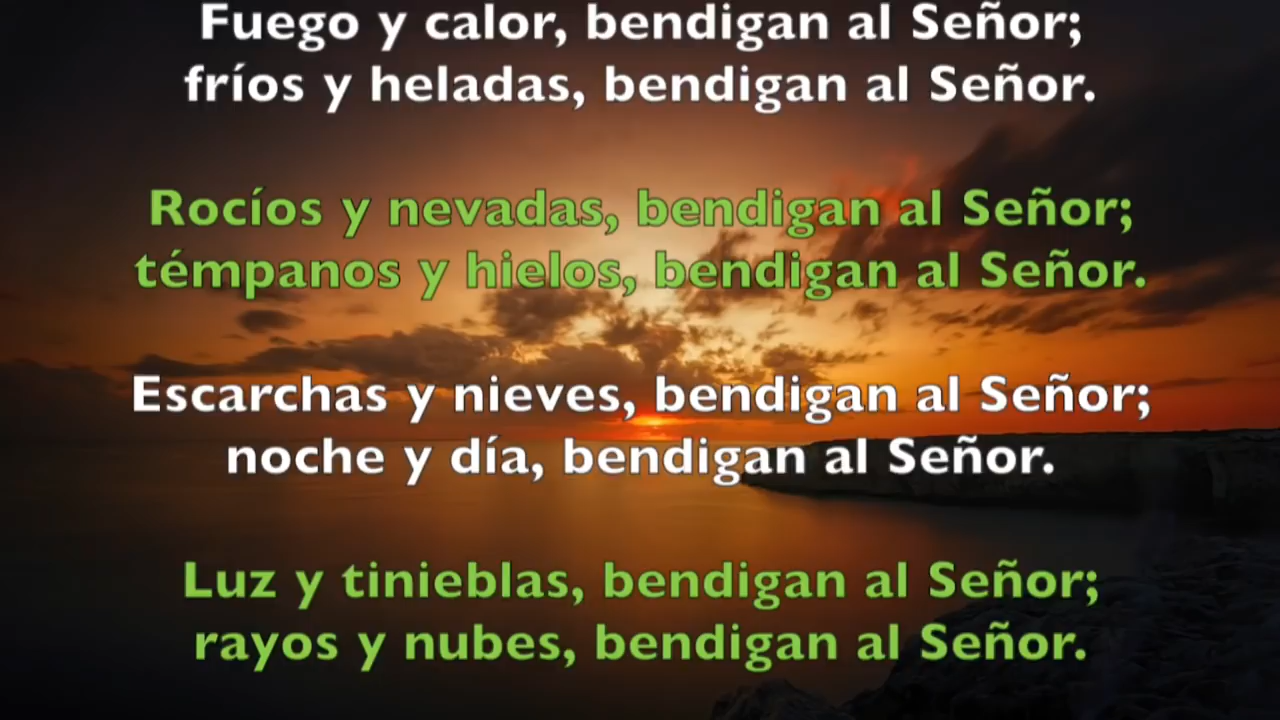 Fuego y calor, bendigan al Señor;
fríos y heladas, bendigan al Señor.
Rocíos y nevadas, bendigan al Señor;
témpanos y hielos, bendigan al Señor.
Escarchas y nieves, bendigan al Señor;
noche y día, bendigan al Señor.
Luz y tinieblas, bendigan al Señor;
rayos y nubes, bendigan al Señor.